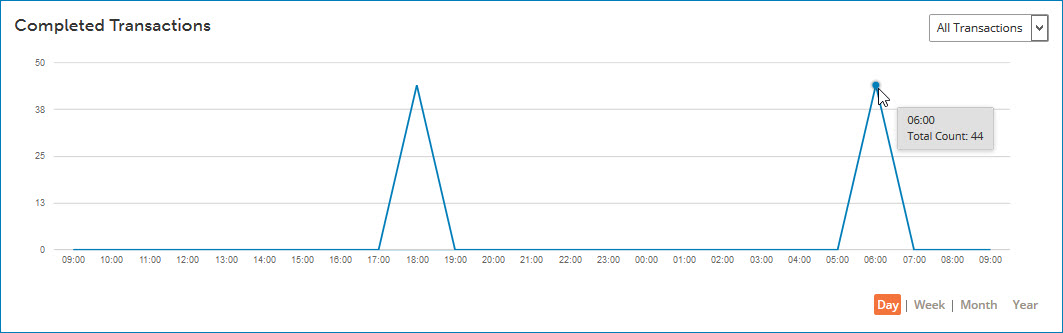 Completed Transactions
All Transactions
50
38
25
13
0
06:00
Total Count: 44
09:00 10:00 11:00 12:00 13:00 14:00 15:00 16:00 17:00 18:00 19:00 20:00 21:00 22:00 23:00 00:00 01:00 02:00 03:00 04:00 05:00 06:00 07:00 08:00 09:00
Day | Week | Month Year